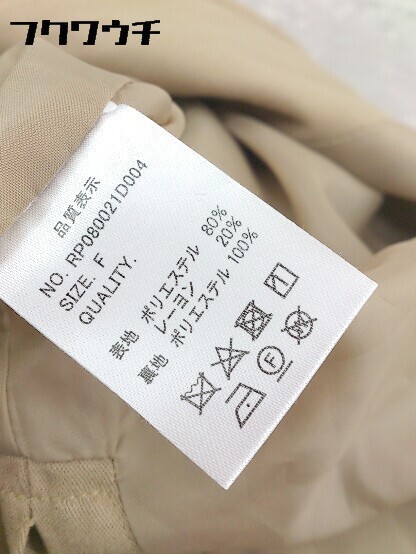 フクワウチ
品質表示
NO. RP080021D004
SIZE. F
QUALITY.
表地 ポリエステル 80%
レーヨン 20%
裏地 ポリエステル 100%
F